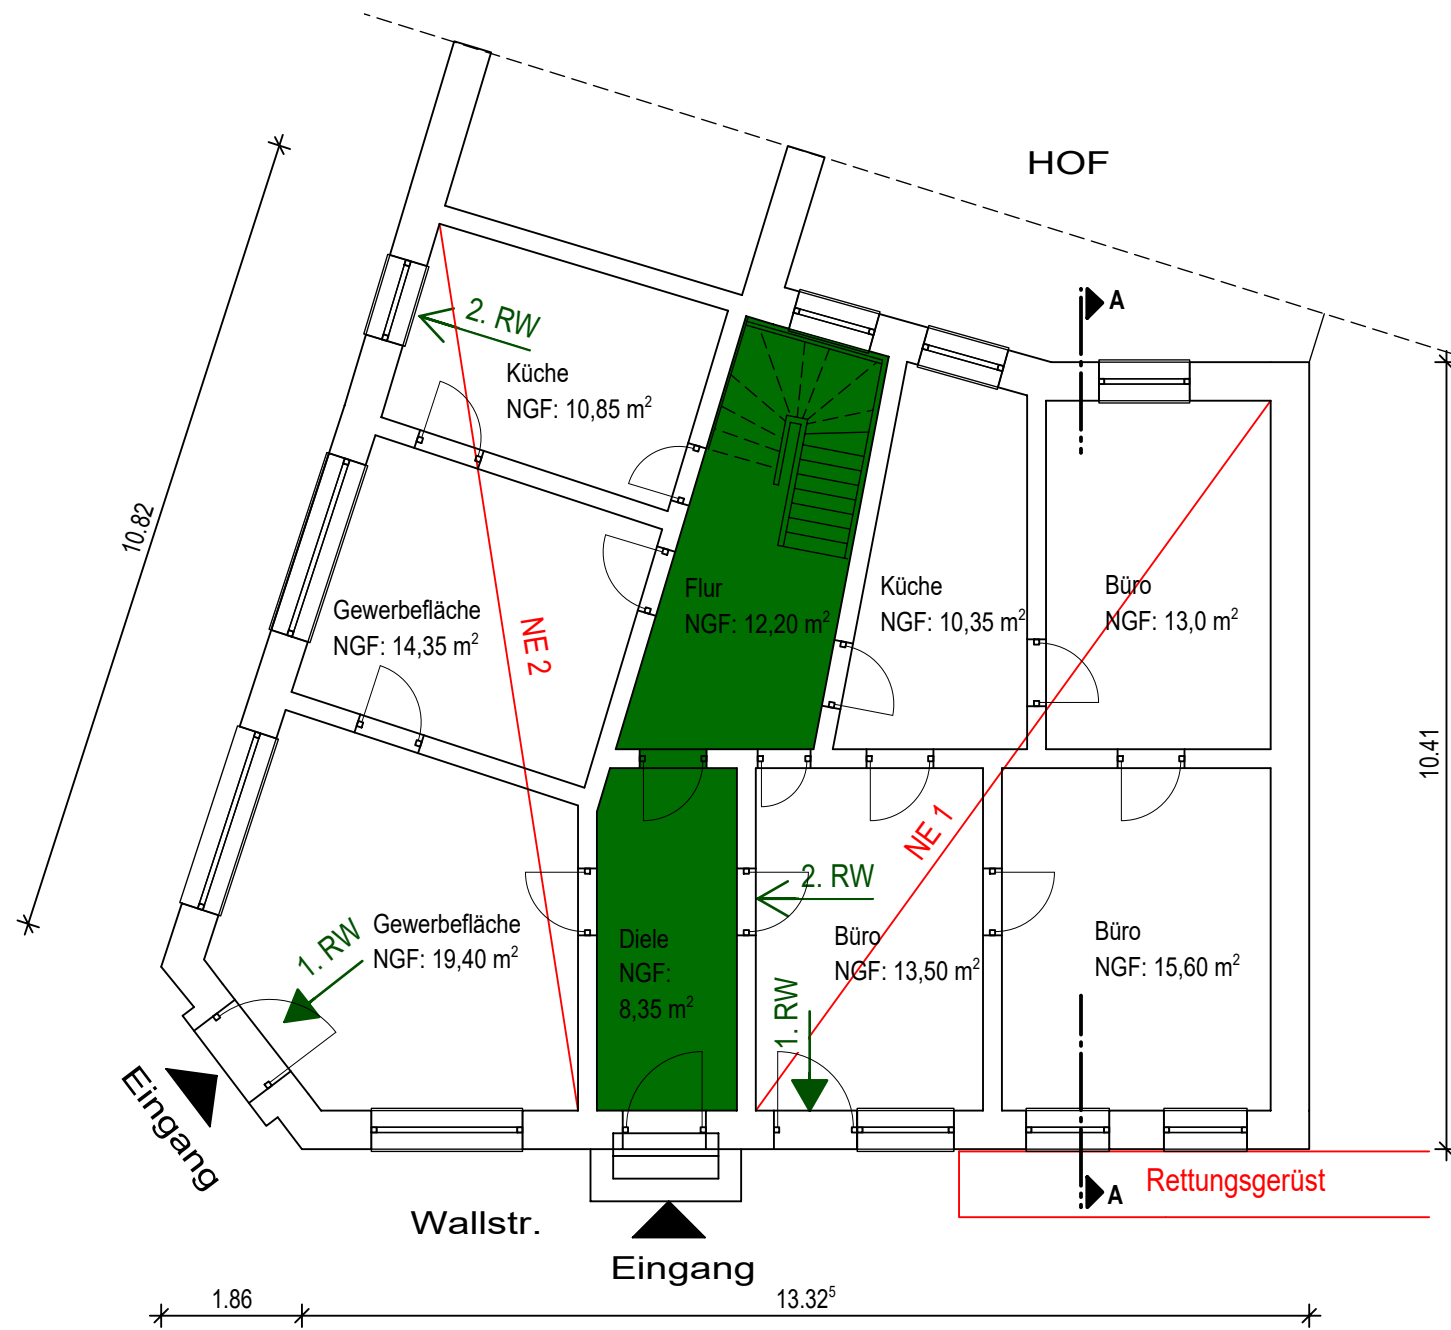 HOF
A
2. RW
Küche
NGF: 10,85 m²
10.82
Gewerbefläche
NGF: 14,35 m²
NE 2
Flur
NGF: 12,20 m²
Küche
NGF: 10,35 m²
Büro
NGF: 13,0 m²
10.41
NE 1
2. RW
1. RW
Gewerbefläche
NGF: 19,40 m²
Diele
NGF:
8,35 m²
Büro
NGF: 13,50 m²
Büro
NGF: 15,60 m²
1. RW
Eingang
A
Rettungsgerüst
Wallstr.
Eingang
1.86
13.32⁵